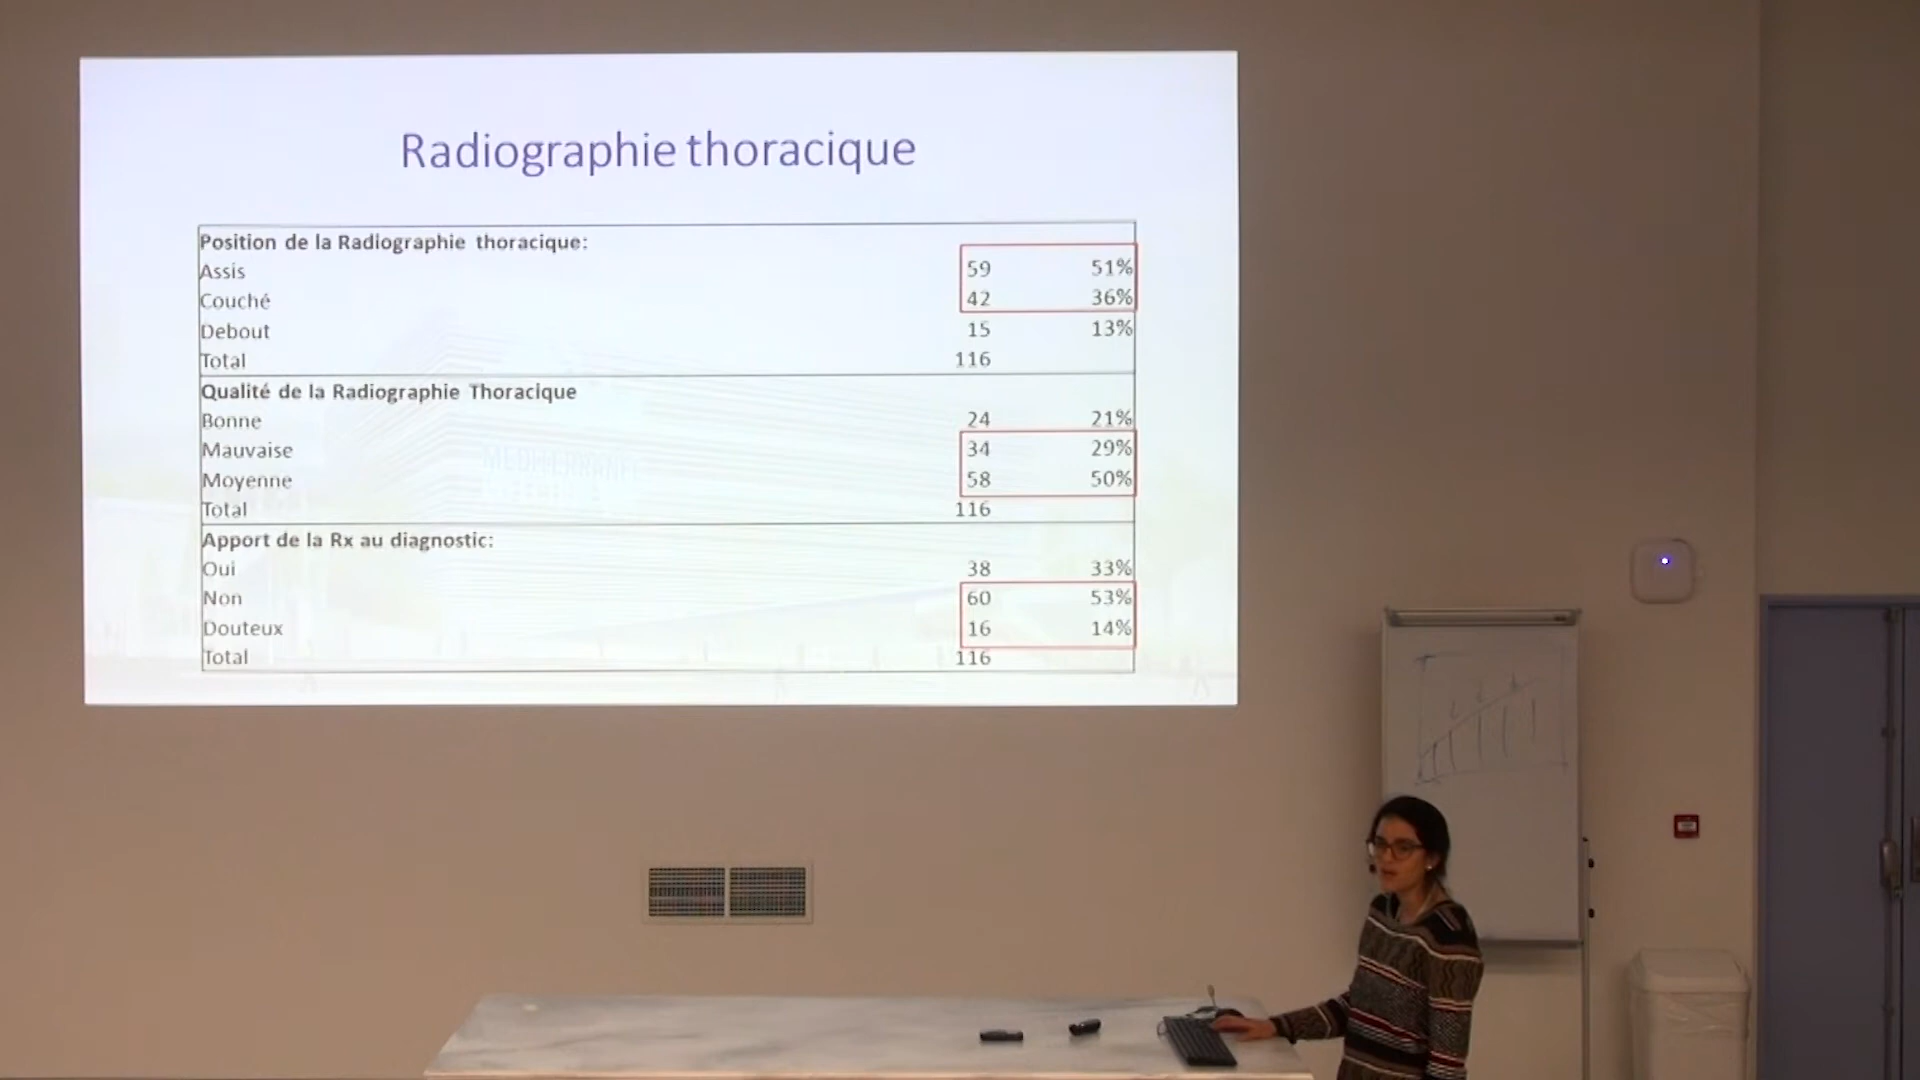 Radiographie thoracique
Position de la Radiographie thoracique:
Assis 59 51%
Couché 42 36%
Debout 15 13%
Total 116
Qualité de la Radiographie Thoracique
Bonne 24 21%
Mauvaise 34 29%
Moyenne 58 50%
Total 116
Apport de la Rx au diagnostic:
Oui 38 33%
Non 60 53%
Douteux 16 14%
Total 116